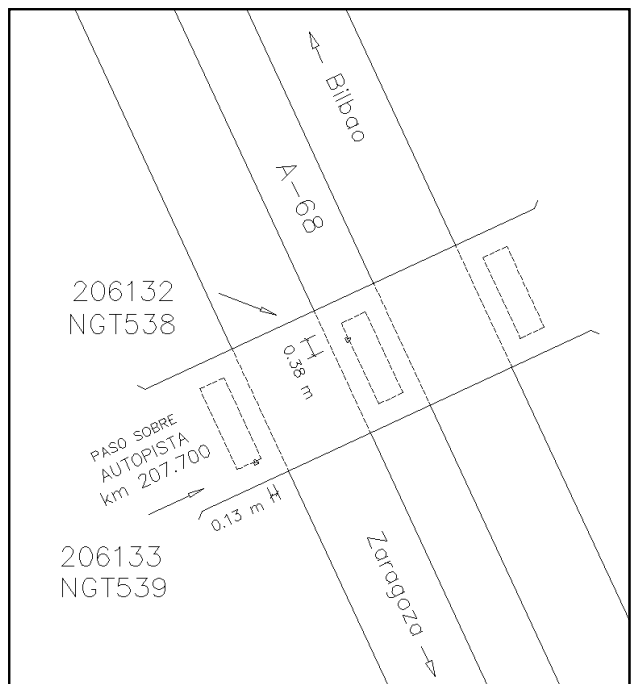 Bilbao
A-68
206132
NGT538
0.38 m
PASO SOBRE
AUTOPISTA
km 207.700
0.13 m
206133
NGT539
Zaragoza